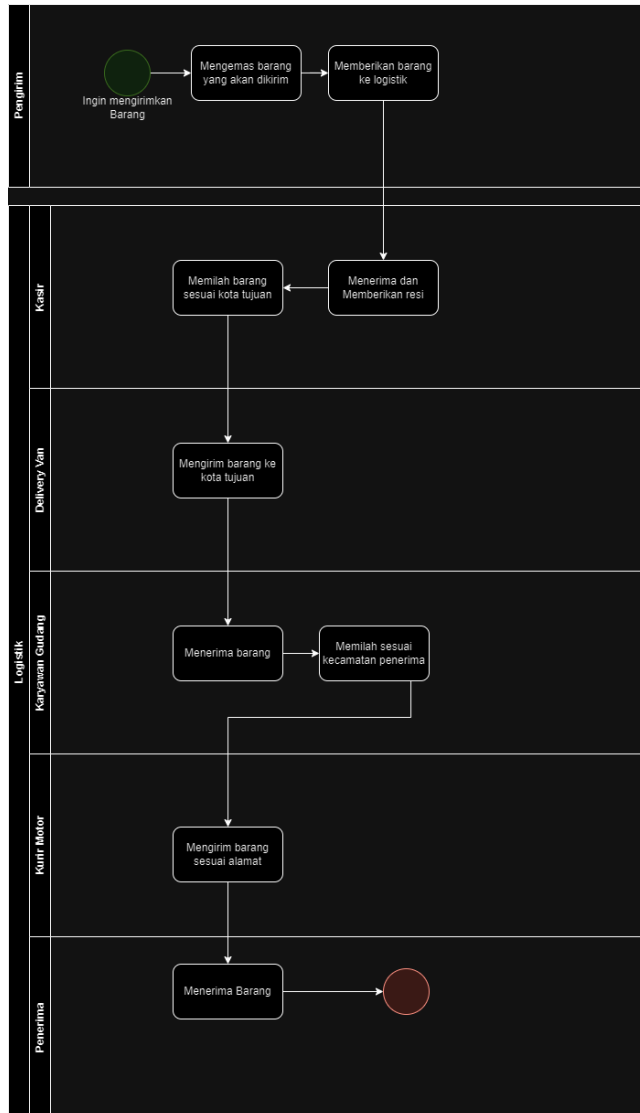 Pengirim
Ingin mengirimkan
Barang
Mengemas barang
yang akan dikirim
Memberikan barang
ke logistik
Logistik
Kasir
Menerima dan
Memberikan resi
Memilah barang
sesuai kota tujuan
Delivery Van
Mengirim barang ke
kota tujuan
Karyawan Gudang
Menerima barang
Memilah sesuai
kecamatan penerima
Kurir Motor
Mengirim barang
sesuai alamat
Penerima
Menerima Barang